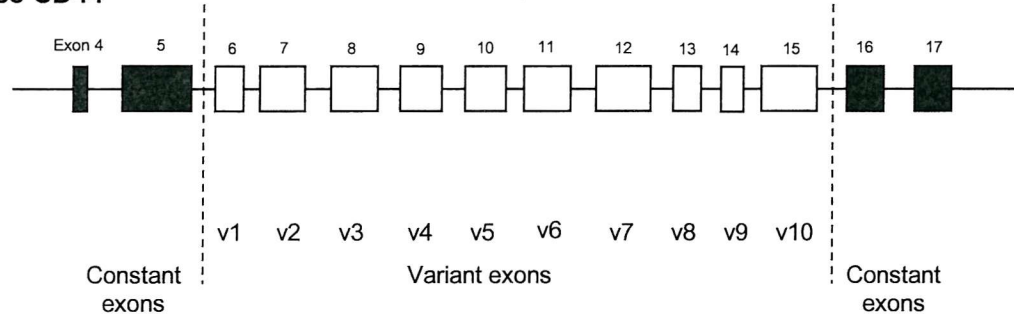 CD44
Exon 4 5 6 7 8 9 10 11 12 13 14 15 16 17
v1 v2 v3 v4 v5 v6 v7 v8 v9 v10
Constant exons
Variant exons
Constant exons